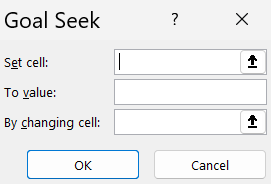 Goal Seek ?
Set cell:
To value:
By changing cell:
OK Cancel